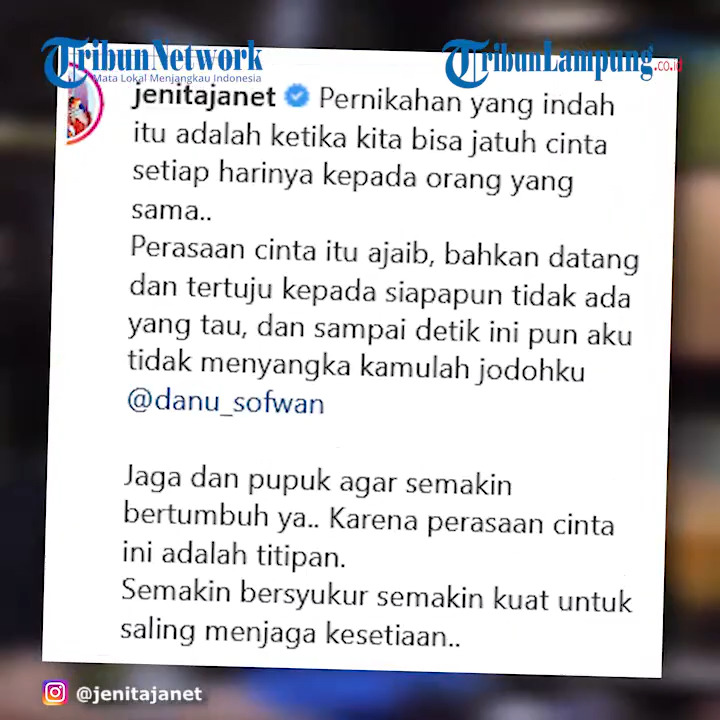 Tribun Network
Mata Lokal Menjangkau Indonesia
TribunLampung.co.id
jenitajanet Pernikahan yang indah
itu adalah ketika kita bisa jatuh cinta
setiap harinya kepada orang yang
sama..
Perasaan cinta itu ajaib, bahkan datang
dan tertuju kepada siapapun tidak ada
yang tau, dan sampai detik ini pun aku
tidak menyangka kamulah jodohku
@danu_sofwan
Jaga dan pupuk agar semakin
bertumbuh ya.. Karena perasaan cinta
ini adalah titipan.
Semakin bersyukur semakin kuat untuk
saling menjaga kesetiaan..
@jenitajanet